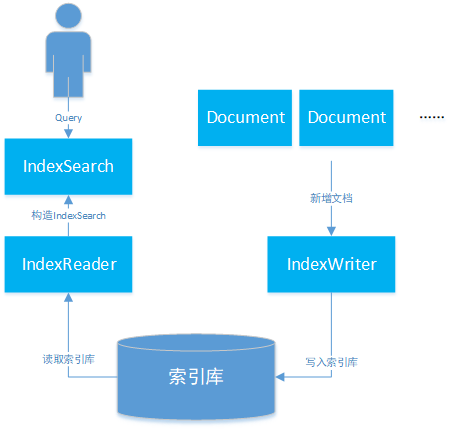 Query
Document
Document
……
IndexSearch
新增文档
构造IndexSearch
IndexReader
IndexWriter
读取索引库
写入索引库
索引库